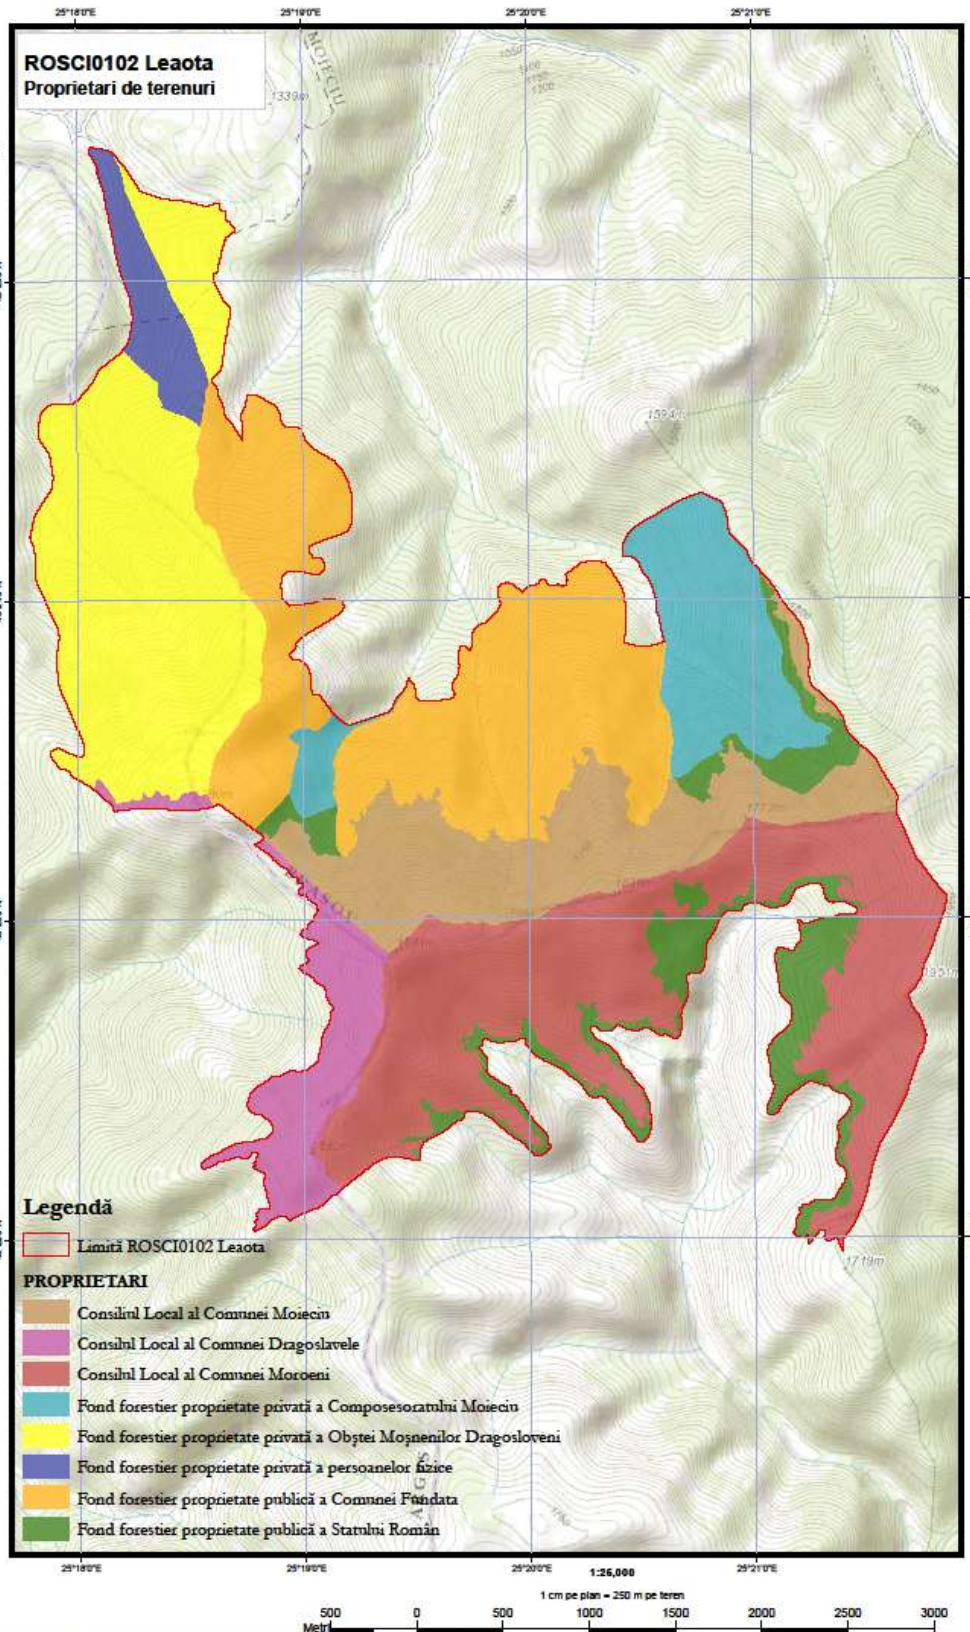 25°18'0"E 25°19'0"E 25°20'0"E 25°21'0"E
ROSCI0102 Leaota
Proprietari de terenuri
MOIECIU
1339m
1594m
1719m
Legendă
Limită ROSCI0102 Leaota
PROPRIETARI
Consiliul Local al Comunei Moieciu
Consilul Local al Comunei Dragoslavele
Consilul Local al Comunei Moroeni
Fond forestier proprietate privată a Composesoratului Moieciu
Fond forestier proprietate privată a Obștei Moșnenilor Dragosloveni
Fond forestier proprietate privată a persoanelor fizice
Fond forestier proprietate publică a Comunei Fundata
Fond forestier proprietate publică a Statului Român
25°18'0"E 25°19'0"E 25°20'0"E 25°21'0"E
1:26,000
1 cm pe plan = 250 m pe teren
500 0 500 1000 1500 2000 2500 3000
Metri